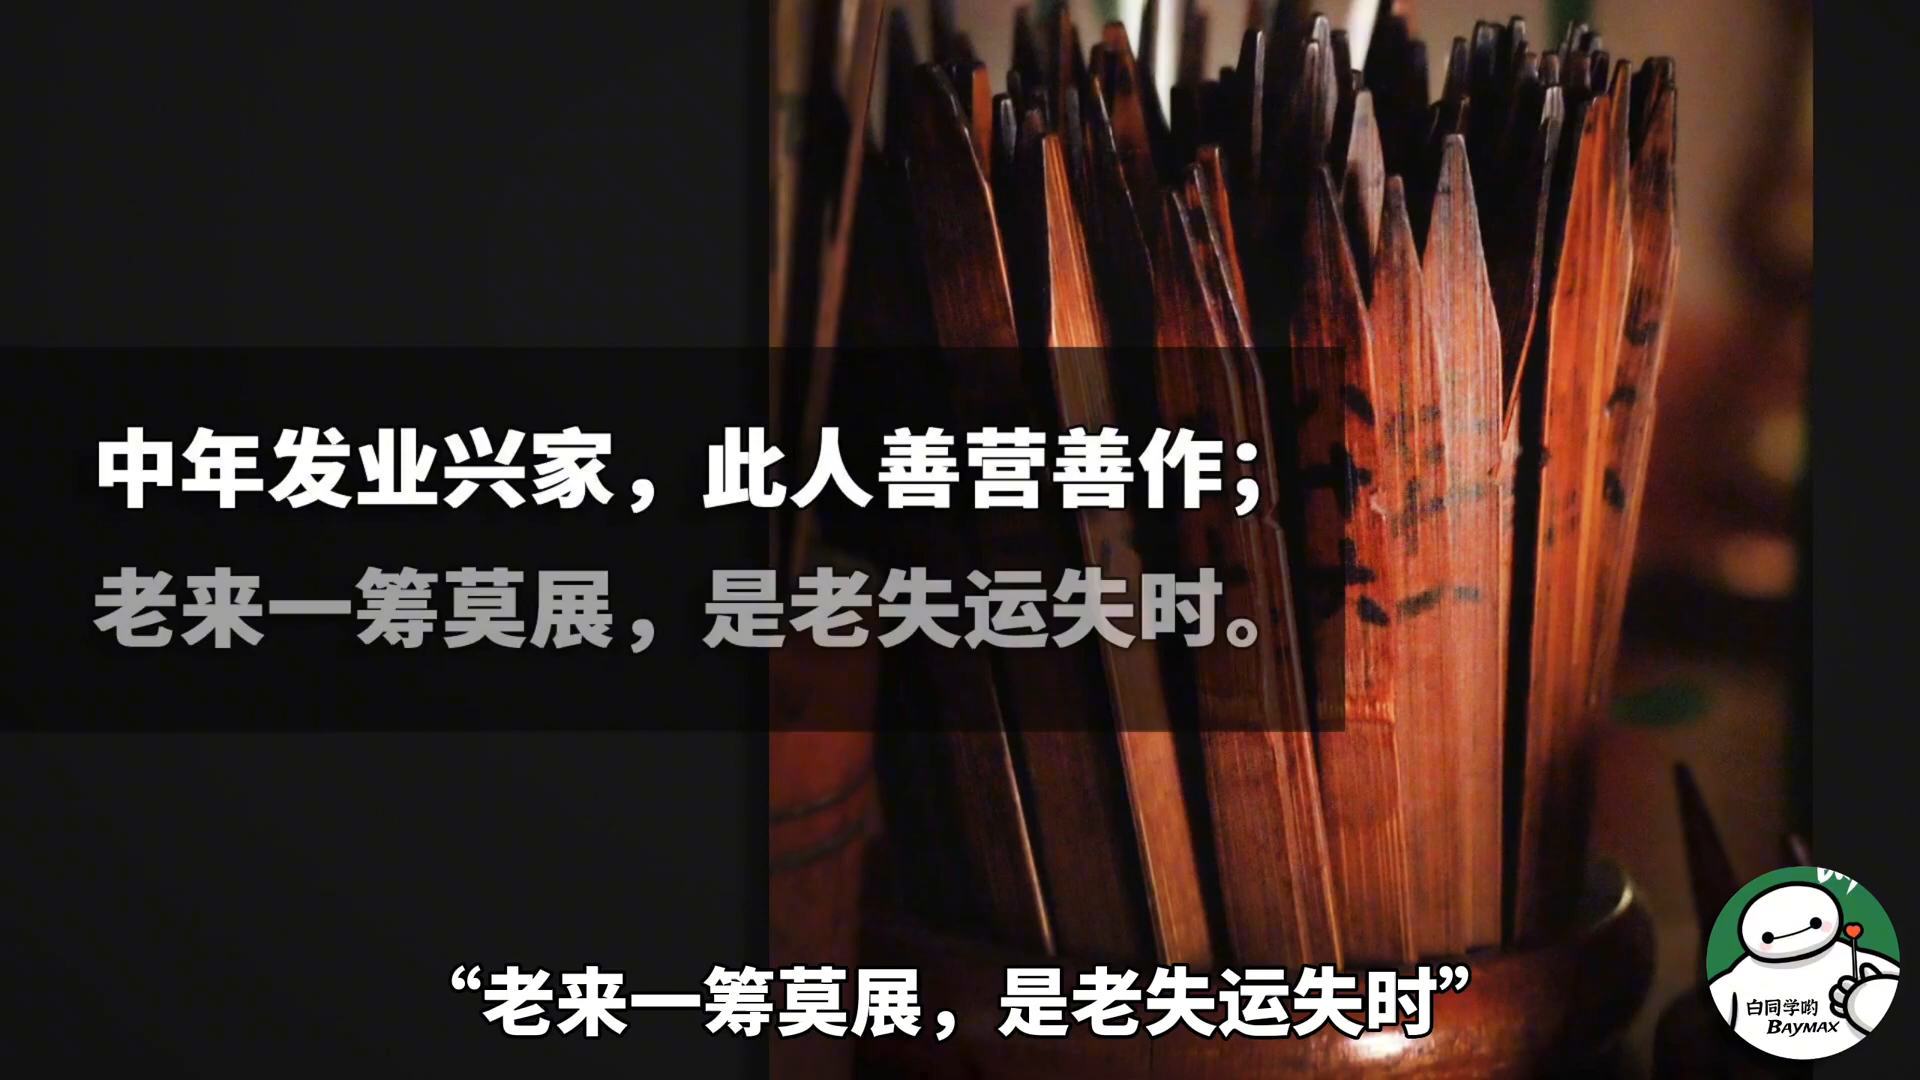 中年发业兴家，此人善营善作；
老来一筹莫展，是老失运失时。
“老来一筹莫展，是老失运失时”
白同学哟
BAYMAX